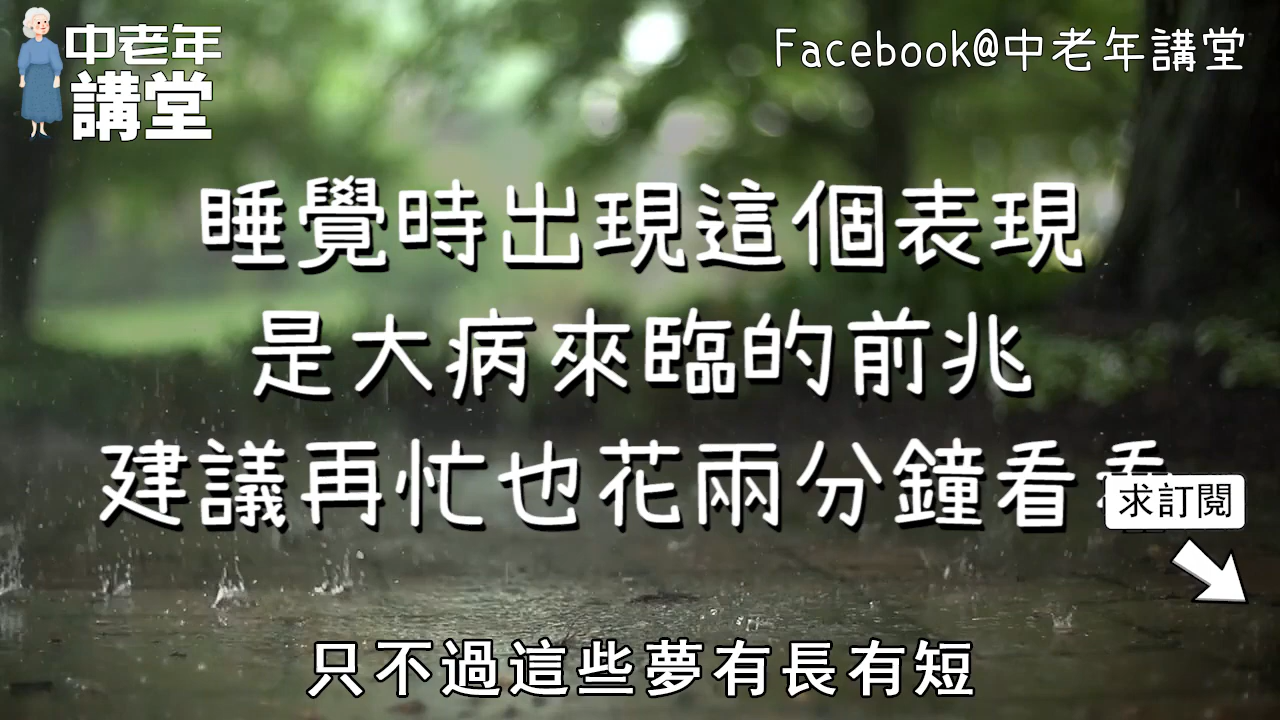 中老年
講堂
Facebook@中老年講堂
睡覺時出現這個表現
是大病來臨的前兆
建議再忙也花兩分鐘看看
求訂閱
只不過這些夢有長有短